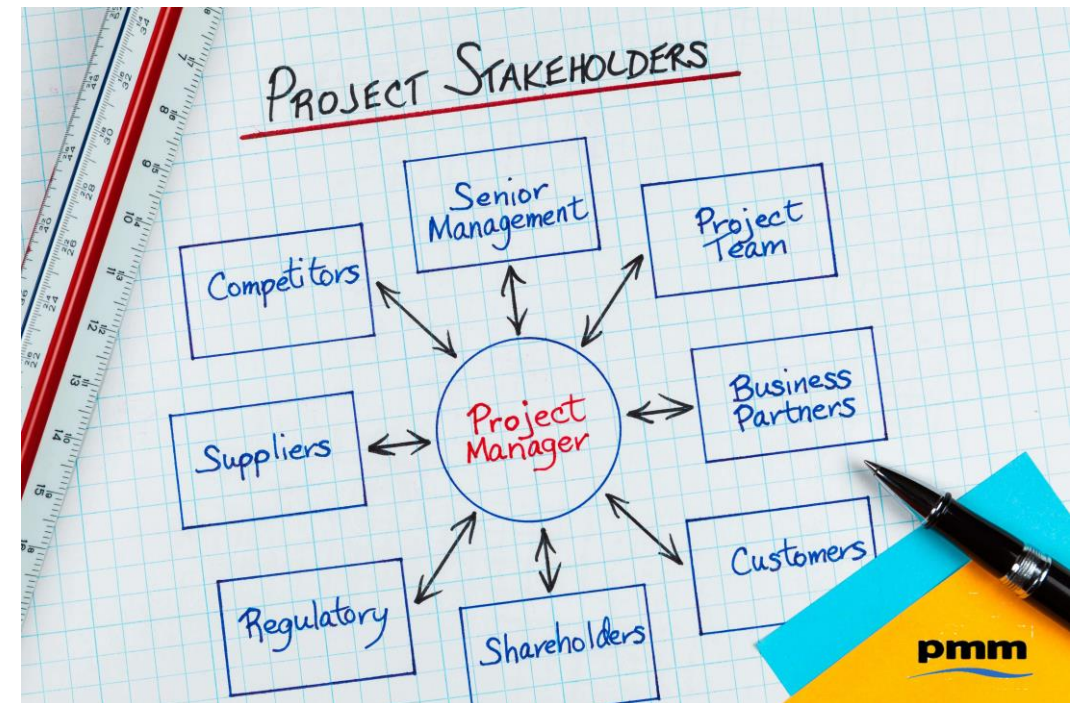 PROJECT STAKEHOLDERS
Senior
Management
Project
Team
Competitors
Business
Partners
Project
Manager
Suppliers
Customers
Regulatory
Shareholders
pmm